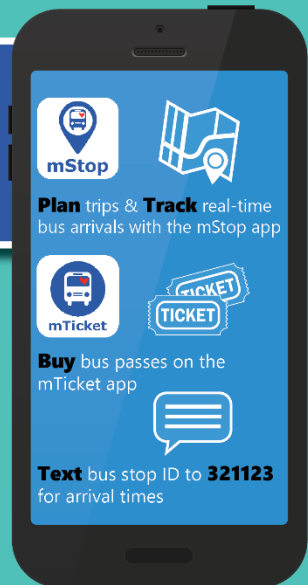 mStop
Plan trips & Track real-time
bus arrivals with the mStop app
mTicket
TICKET
TICKET
Buy bus passes on the
mTicket app
Text bus stop ID to 321123
for arrival times